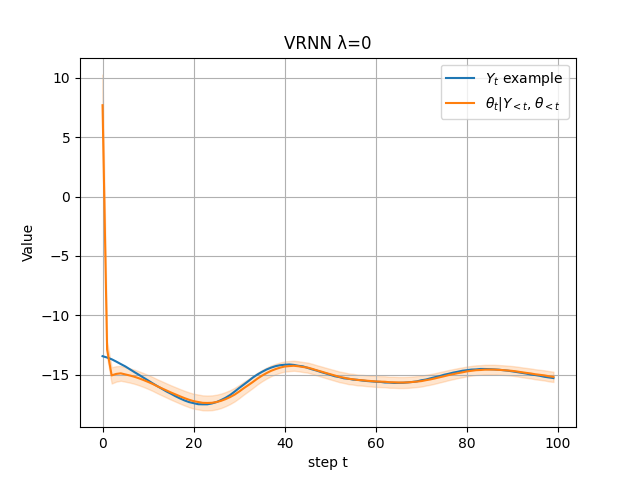 VRNN λ=0
Y_t example
θ_t|Y_{<t}, θ_{<t}
10
5
0
−5
−10
−15
Value
0
20
40
60
80
100
step t